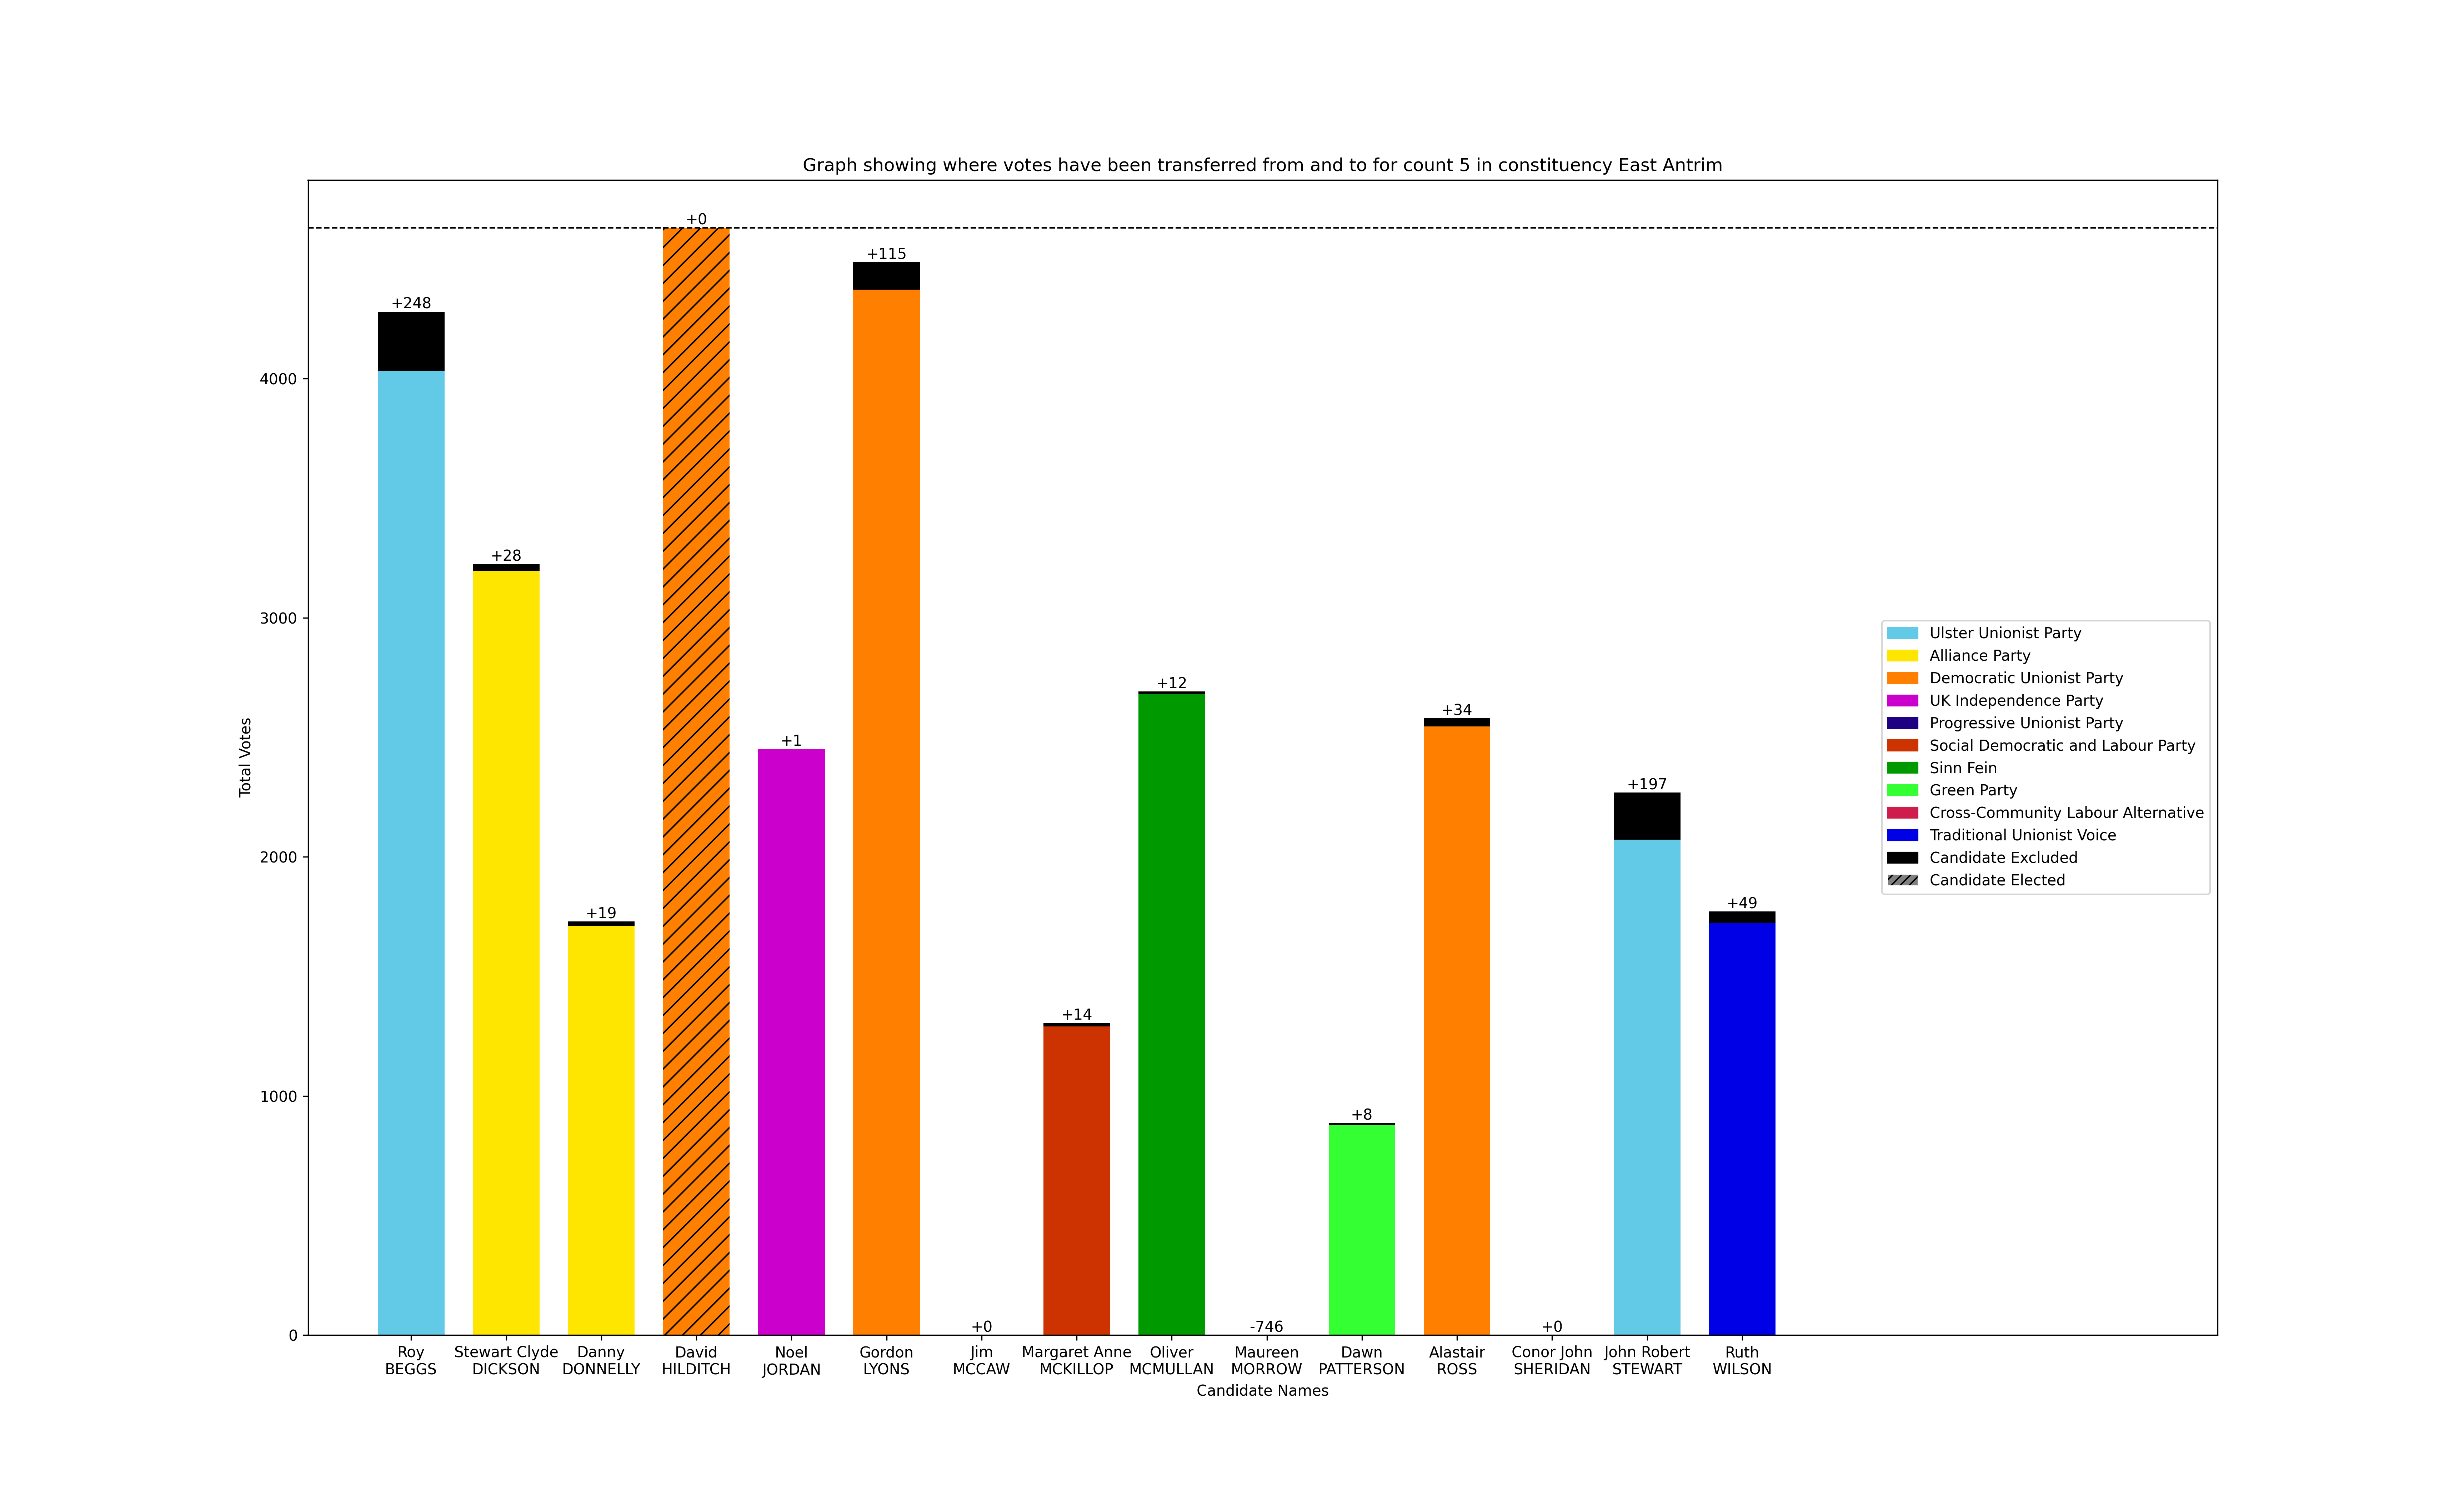 Graph showing where votes have been transferred from and to for count 5 in constituency East Antrim
+0
+115
+248
+28
+12
+34
+1
+197
+49
+19
+14
+8
+0
-746
+0
4000
3000
2000
1000
0
Total Votes
Ulster Unionist Party
Alliance Party
Democratic Unionist Party
UK Independence Party
Progressive Unionist Party
Social Democratic and Labour Party
Sinn Fein
Green Party
Cross-Community Labour Alternative
Traditional Unionist Voice
Candidate Excluded
Candidate Elected
Roy
BEGGS
Stewart Clyde
DICKSON
Danny
DONNELLY
David
HILDITCH
Noel
JORDAN
Gordon
LYONS
Jim
MCCAW
Margaret Anne
MCKILLOP
Oliver
MCMULLAN
Maureen
MORROW
Dawn
PATTERSON
Alastair
ROSS
Conor John
SHERIDAN
John Robert
STEWART
Ruth
WILSON
Candidate Names